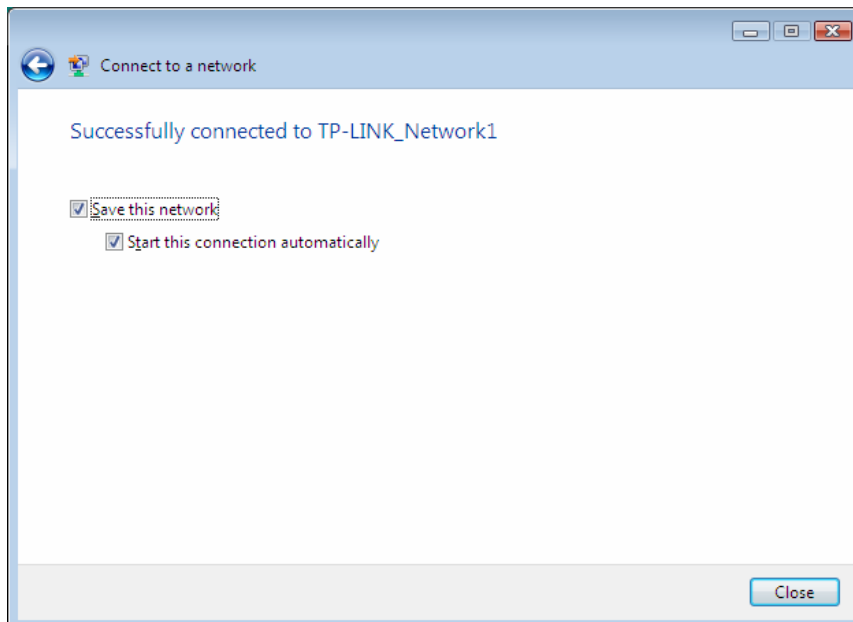 Connect to a network
Successfully connected to TP-LINK_Network1
Save this network
Start this connection automatically
Close